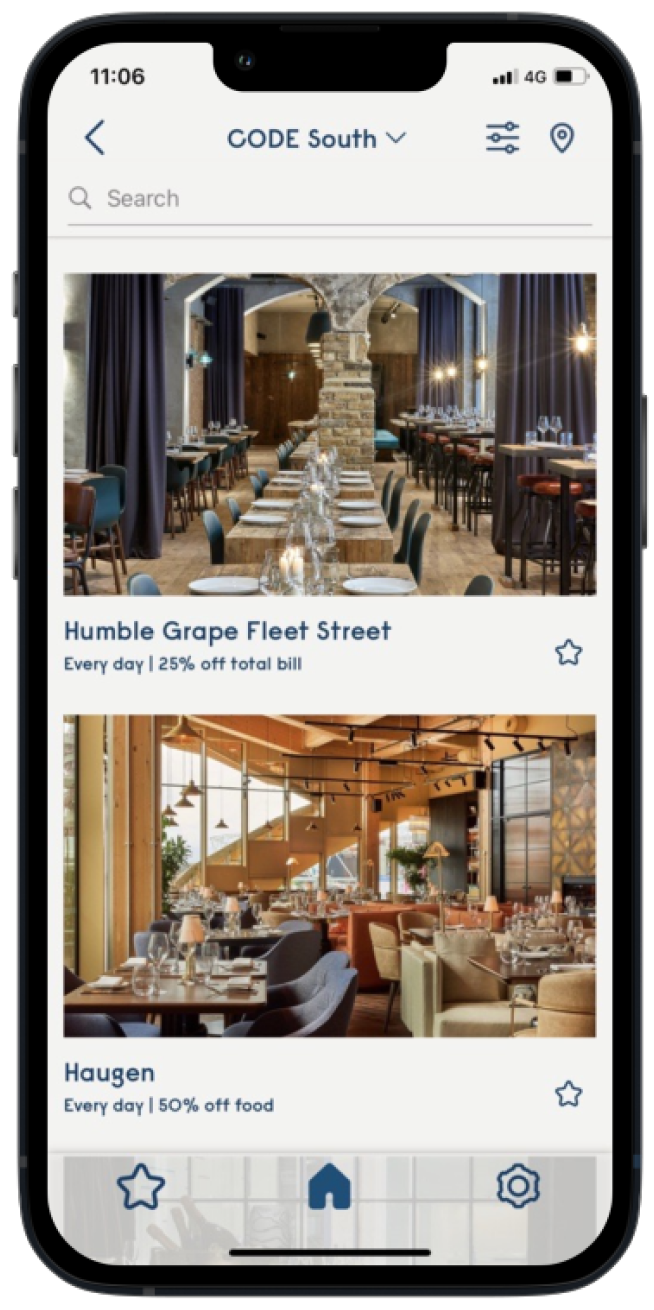 11:06
4G
CODE South
Search
Humble Grape Fleet Street
Every day | 25% off total bill
Haugen
Every day | 50% off food